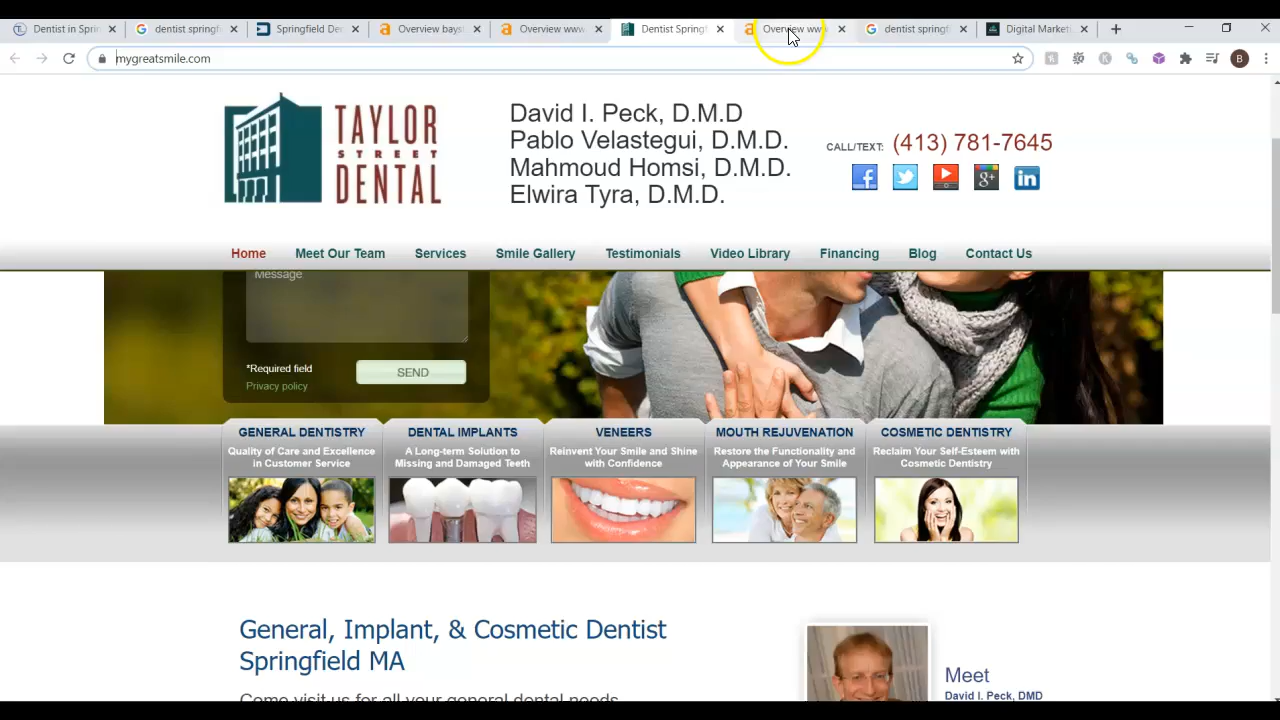 Dentist in Spri
dentist springf
Springfield De
Overview bays
Overview www
Dentist Spring
Overview ww
dentist springf
Digital Market
mygreatsmile.com
B
TAYLOR
STREET
DENTAL
David I. Peck, D.M.D
Pablo Velastegui, D.M.D.
Mahmoud Homsi, D.M.D.
Elwira Tyra, D.M.D.
CALL/TEXT: (413) 781-7645
Home Meet Our Team Services Smile Gallery Testimonials Video Library Financing Blog Contact Us
Message
*Required field
Privacy policy
SEND
GENERAL DENTISTRY
Quality of Care and Excellence
in Customer Service
DENTAL IMPLANTS
A Long-term Solution to
Missing and Damaged Teeth
VENEERS
Reinvent Your Smile and Shine
with Confidence
MOUTH REJUVENATION
Restore the Functionality and
Appearance of Your Smile
COSMETIC DENTISTRY
Reclaim Your Self-Esteem with
Cosmetic Dentistry
General, Implant, & Cosmetic Dentist
Springfield MA
Come visit us for all your general dental needs
Meet
David I. Peck, DMD